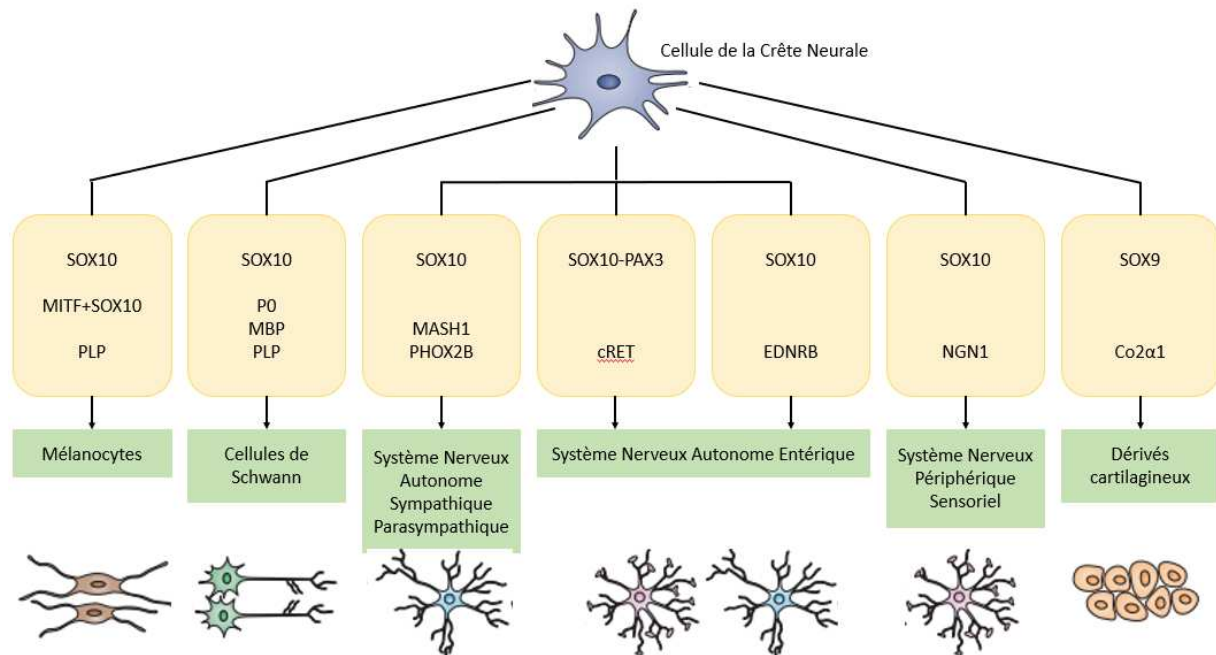 Cellule de la Crête Neurale
SOX10
MITF+SOX10
PLP
SOX10
P0
MBP
PLP
SOX10
MASH1
PHOX2B
SOX10-PAX3
cRET
SOX10
EDNRB
SOX10
NGN1
SOX9
Co2α1
Mélanocytes
Cellules de
Schwann
Système Nerveux
Autonome
Sympathique
Parasympathique
Système Nerveux Autonome Entérique
Système Nerveux
Périphérique
Sensoriel
Dérivés
cartilagineux